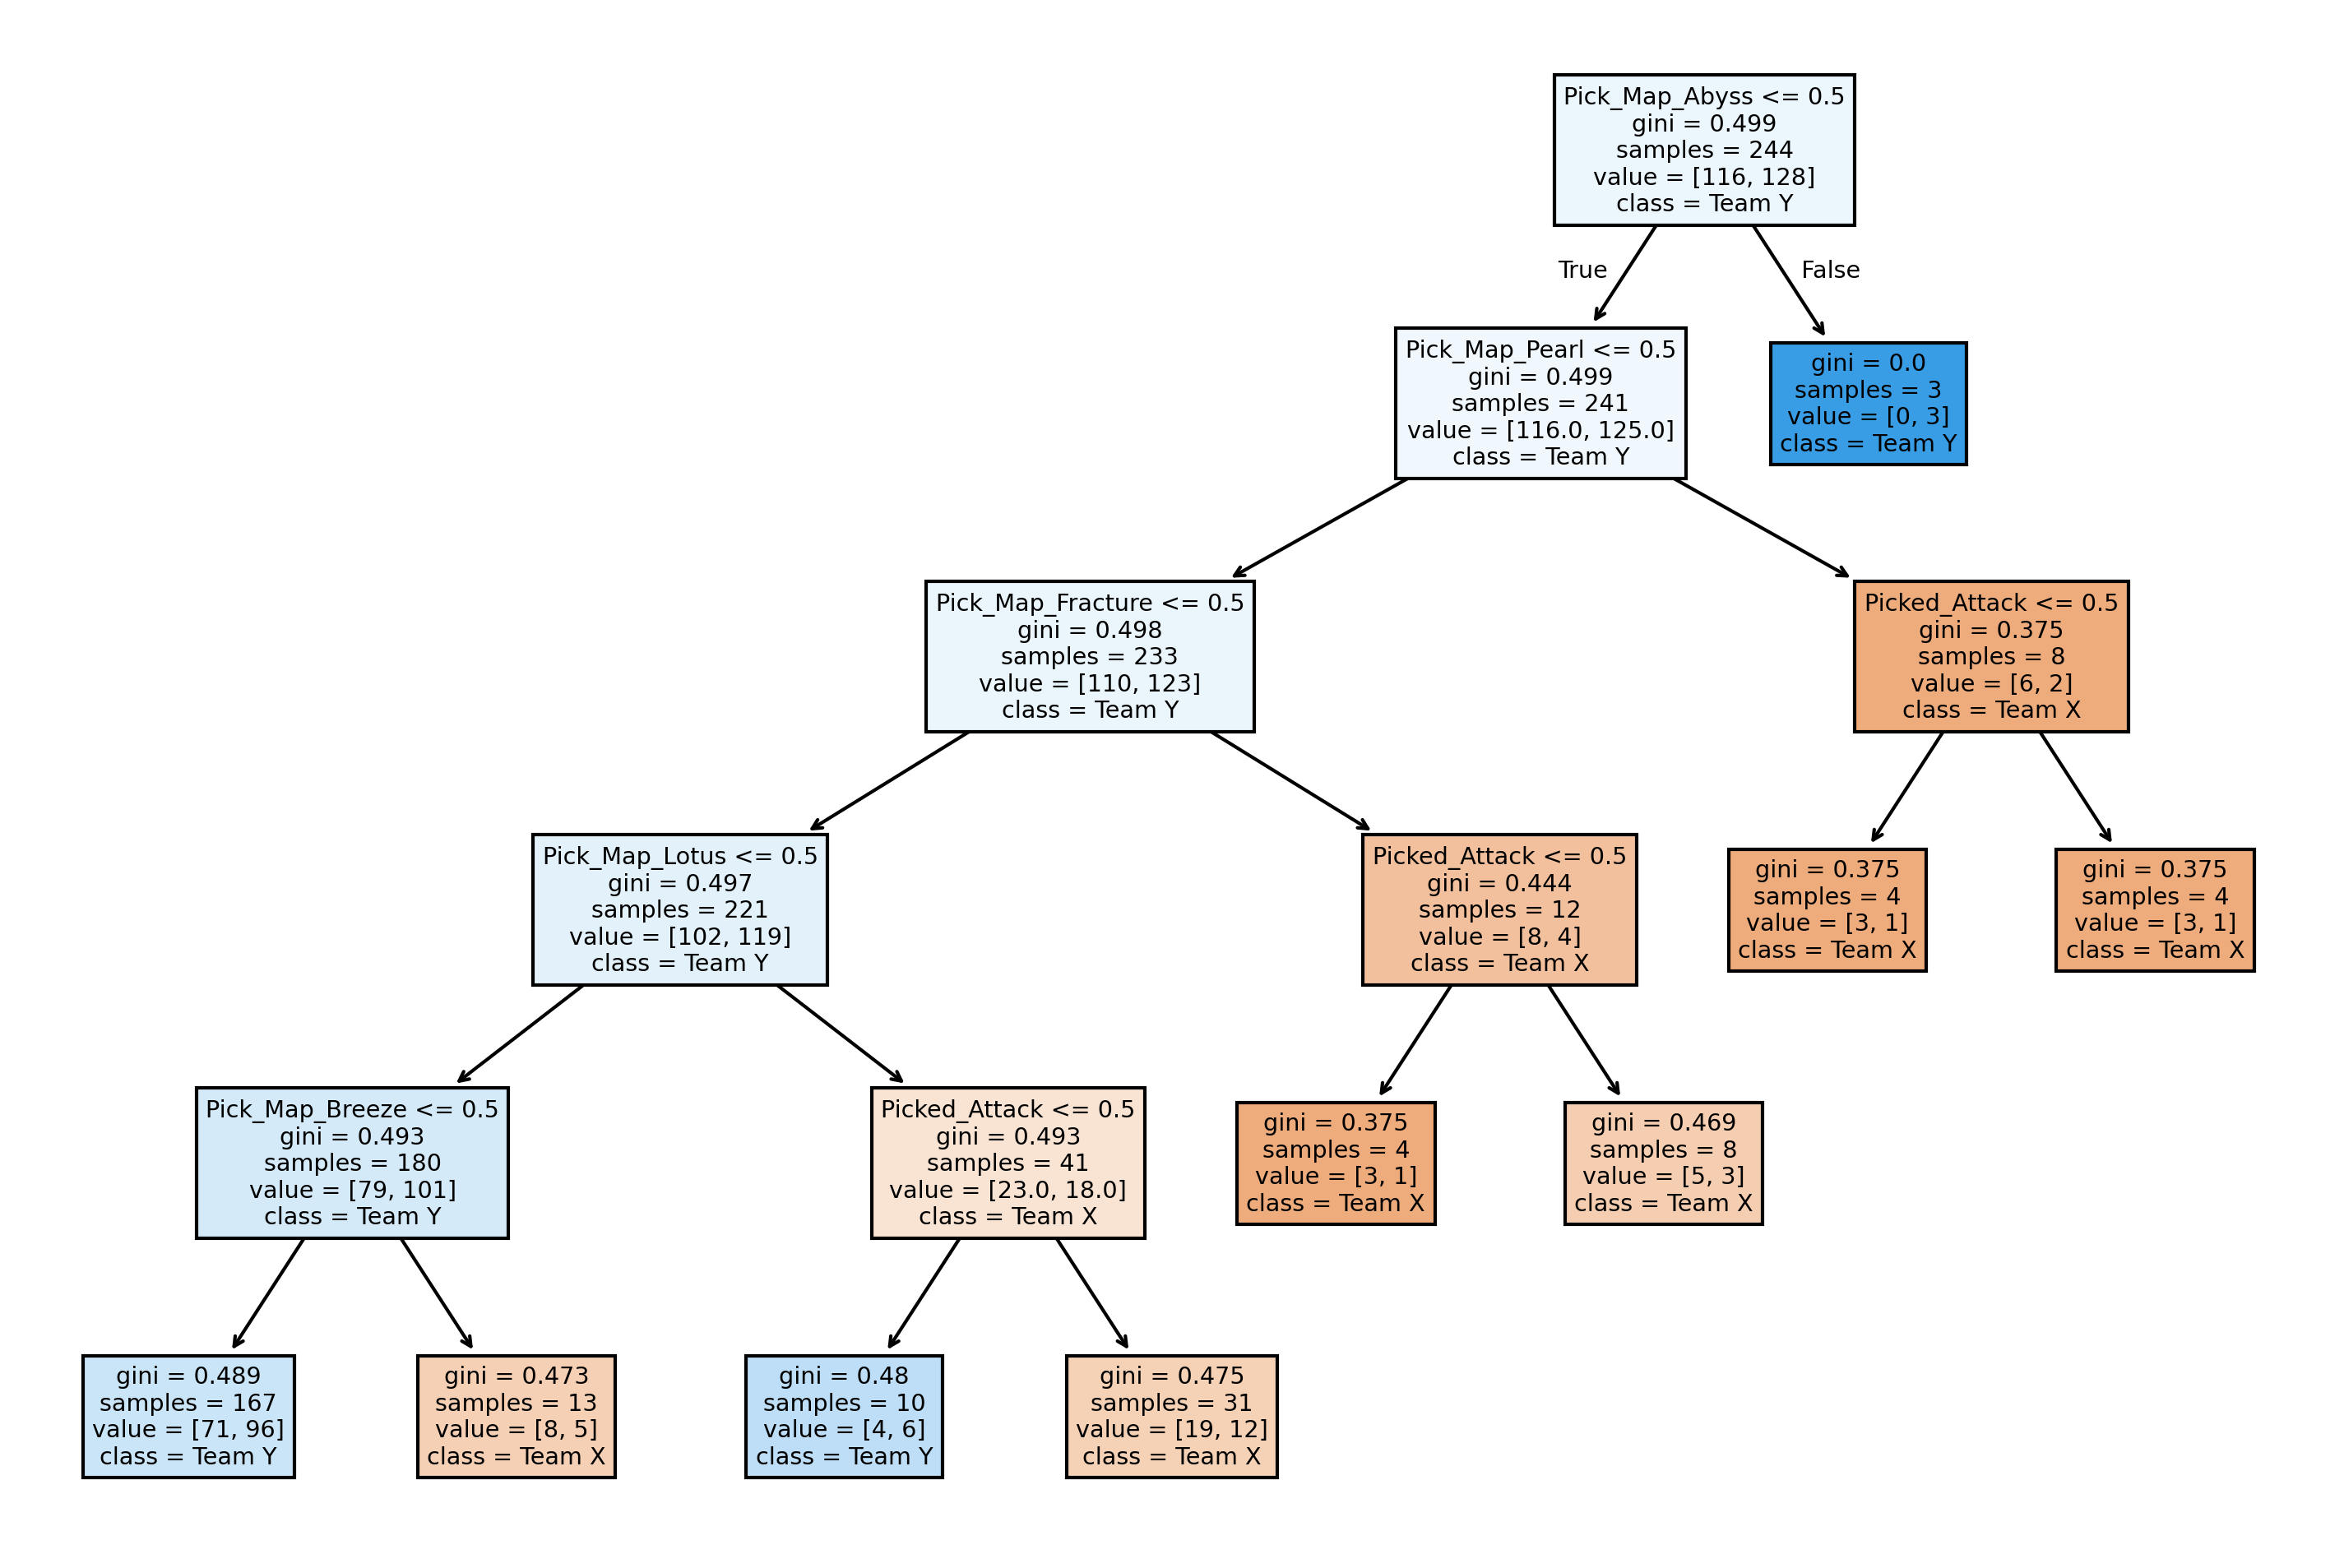 Pick_Map_Abyss <= 0.5
gini = 0.499
samples = 244
value = [116, 128]
class = Team Y
True
False
Pick_Map_Pearl <= 0.5
gini = 0.499
samples = 241
value = [116.0, 125.0]
class = Team Y
gini = 0.0
samples = 3
value = [0, 3]
class = Team Y
Pick_Map_Fracture <= 0.5
gini = 0.498
samples = 233
value = [110, 123]
class = Team Y
Picked_Attack <= 0.5
gini = 0.375
samples = 8
value = [6, 2]
class = Team X
Pick_Map_Lotus <= 0.5
gini = 0.497
samples = 221
value = [102, 119]
class = Team Y
Picked_Attack <= 0.5
gini = 0.444
samples = 12
value = [8, 4]
class = Team X
gini = 0.375
samples = 4
value = [3, 1]
class = Team X
gini = 0.375
samples = 4
value = [3, 1]
class = Team X
Pick_Map_Breeze <= 0.5
gini = 0.493
samples = 180
value = [79, 101]
class = Team Y
Picked_Attack <= 0.5
gini = 0.493
samples = 41
value = [23.0, 18.0]
class = Team X
gini = 0.375
samples = 4
value = [3, 1]
class = Team X
gini = 0.469
samples = 8
value = [5, 3]
class = Team X
gini = 0.489
samples = 167
value = [71, 96]
class = Team Y
gini = 0.473
samples = 13
value = [8, 5]
class = Team X
gini = 0.48
samples = 10
value = [4, 6]
class = Team Y
gini = 0.475
samples = 31
value = [19, 12]
class = Team X